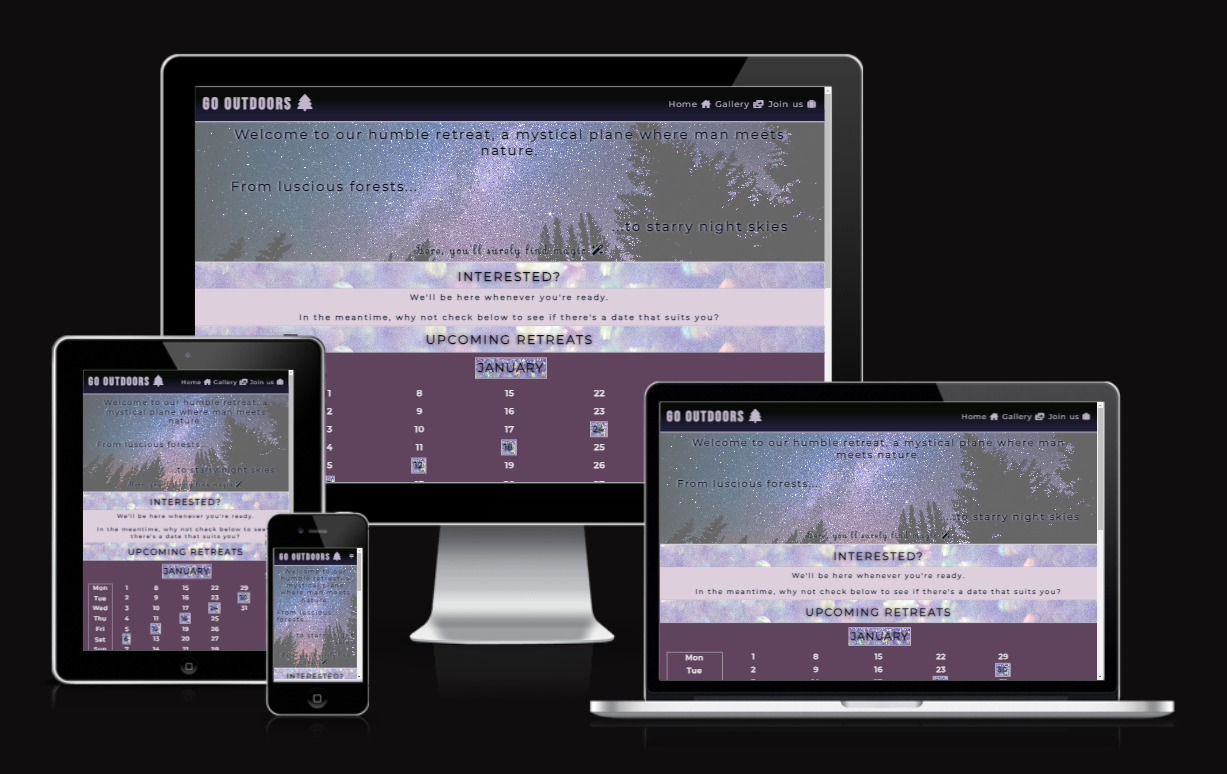 GO OUTDOORS
Home Gallery Join us
Welcome to our humble retreat, a mystical plane where man meets
nature.
From luscious forests...
...to starry night skies
Here, you'll surely find magic
INTERESTED?
We'll be here whenever you're ready.
In the meantime, why not check below to see if there's a date that suits you?
UPCOMING RETREATS
JANUARY
1 8 15 22
2 9 16 23
3 10 17 24
4 11 18 25
5 12 19 26
GO OUTDOORS
Home Gallery Join us
Welcome to our humble retreat, a
mystical plane where man meets
nature.
From luscious forests...
...to starry night skies
Here, you'll surely find magic
INTERESTED?
We'll be here whenever you're ready.
In the meantime, why not check below to see if
there's a date that suits you?
UPCOMING RETREATS
JANUARY
Mon 1 8 15 22 29
Tue 2 9 16 23 30
Wed 3 10 17 24 31
Thu 4 11 18 25
Fri 5 12 19 26
Sat 6 13 20 27
Sun 7 14 21 28
GO OUTDOORS
Welcome to our
humble retreat, a
mystical plane
where man meets
nature.
From luscious
forests...
...to starry
INTERESTED?
GO OUTDOORS
Home Gallery Join us
Welcome to our humble retreat, a mystical plane where man
meets nature.
From luscious forests...
...to starry night skies
Here, you'll surely find magic
INTERESTED?
We'll be here whenever you're ready.
In the meantime, why not check below to see if there's a date that suits you?
UPCOMING RETREATS
JANUARY
Mon 1 8 15 22 29
Tue 2 9 16 23 30